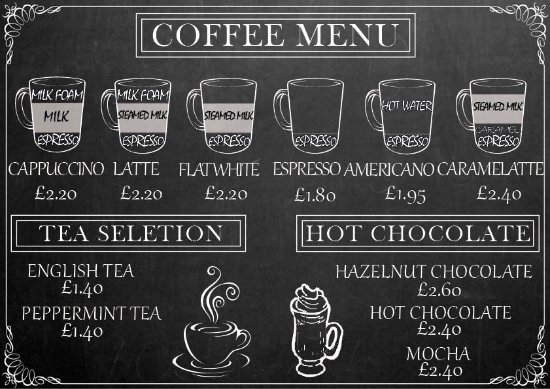 COFFEE MENU
MILK FOAM
MILK
ESPRESSO
MILK FOAM
STEAMED MILK
ESPRESSO
STEAMED MILK
ESPRESSO
ESPRESSO
HOT WATER
ESPRESSO
STEAMED MILK
CARAMEL
ESPRESSO
CAPPUCCINO LATTE FLATWHITE ESPRESSO AMERICANO CARAMELATTE
£2.20 £2.20 £2.20 £1.80 £1.95 £2.40
TEA SELETION
ENGLISH TEA
£1.40
PEPPERMINT TEA
£1.40
HOT CHOCOLATE
HAZELNUT CHOCOLATE
£2.60
HOT CHOCOLATE
£2.40
MOCHA
£2.40